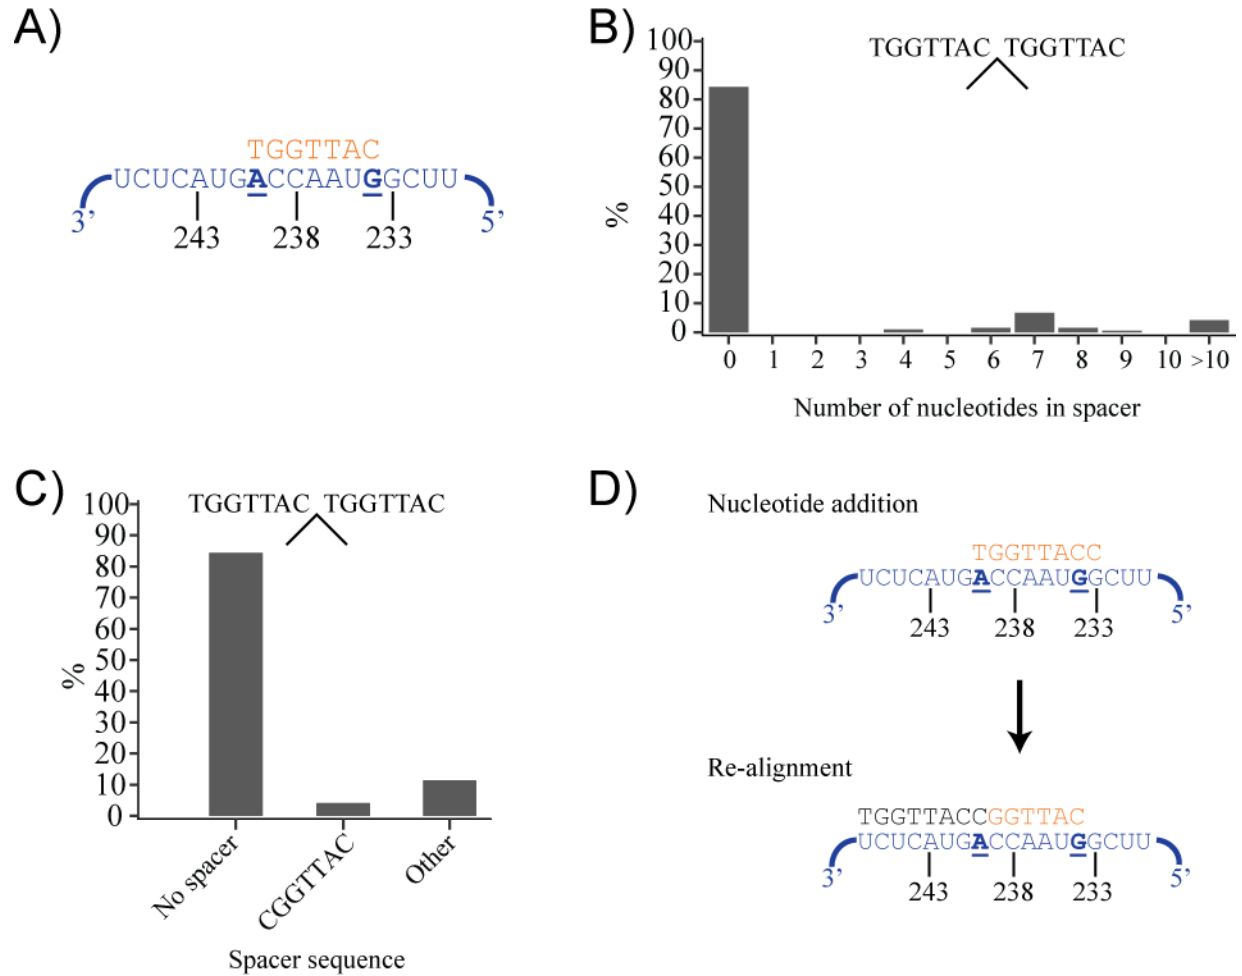 A)
TGGTTAC
UCUCAUGACCAAUGGCUU
3’ 5’
243 238 233
B)
TGGTTAC TGGTTAC
100
90
80
70
60
50
40
30
20
10
0
%
0 1 2 3 4 5 6 7 8 9 10 >10
Number of nucleotides in spacer
C)
TGGTTAC TGGTTAC
100
90
80
70
60
50
40
30
20
10
0
%
No spacer
CGGTTAC
Other
Spacer sequence
D)
Nucleotide addition
TGGTTACC
UCUCAUGACCAAUGGCUU
3’ 5’
243 238 233
Re-alignment
TGGTTACCGGTTAC
UCUCAUGACCAAUGGCUU
3’ 5’
243 238 233